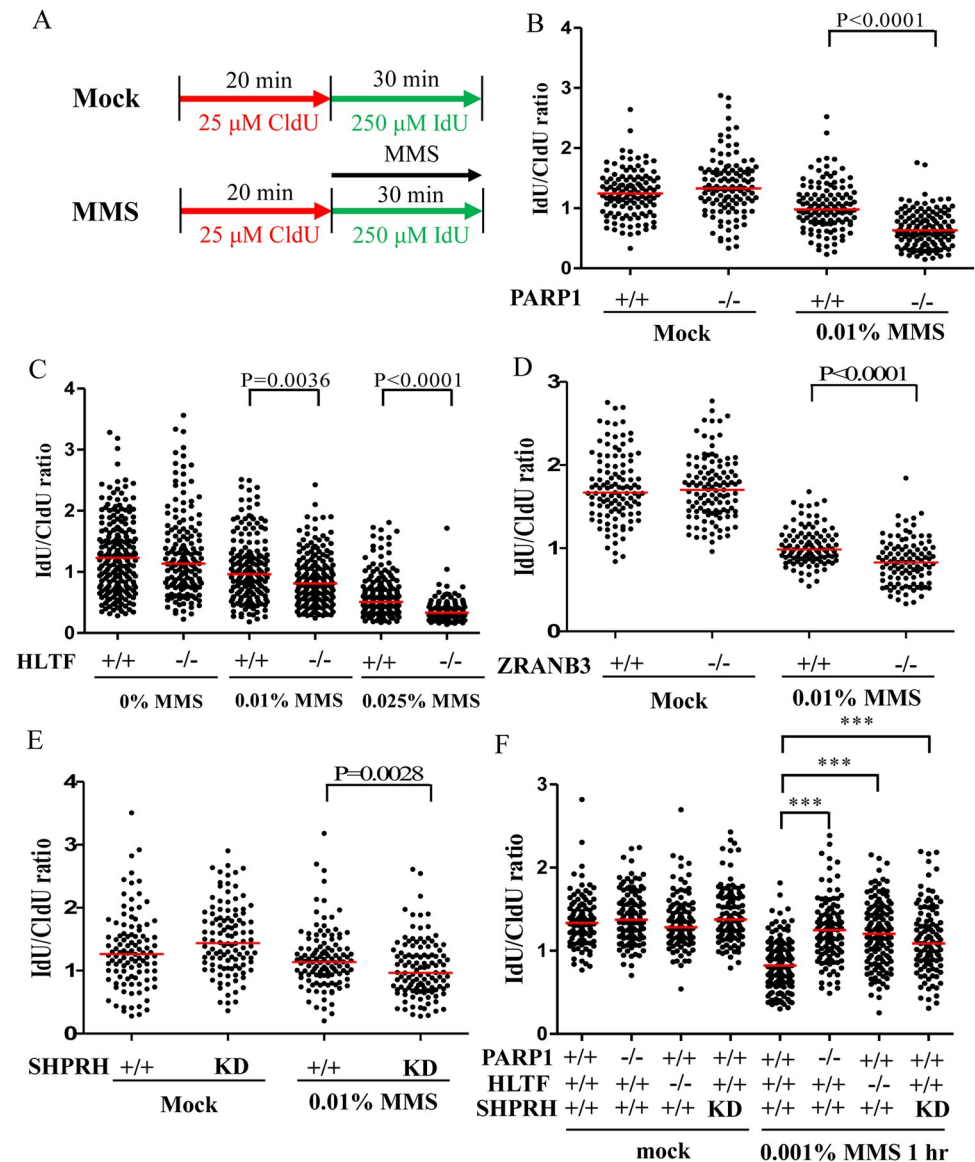 A
Mock
20 min
30 min
25 µM CldU
250 µM IdU
MMS
MMS
20 min
30 min
25 µM CldU
250 µM IdU
B
P<0.0001
IdU/CldU ratio
4
3
2
1
0
PARP1
+/+ -/- +/+ -/-
Mock
0.01% MMS
C
P=0.0036
P<0.0001
IdU/CldU ratio
4
3
2
1
0
HLTF
+/+ -/- +/+ -/- +/+ -/-
0% MMS
0.01% MMS
0.025% MMS
D
P<0.0001
IdU/CldU ratio
3
2
1
0
ZRANB3
+/+ -/- +/+ -/-
Mock
0.01% MMS
E
P=0.0028
IdU/CldU ratio
4
3
2
1
0
SHPRH
+/+ KD +/+ KD
Mock
0.01% MMS
F
***
***
***
IdU/CldU ratio
3
2
1
0
PARP1 +/+ -/- +/+ +/+ +/+ -/- +/+ +/+
HLTF +/+ +/+ -/- +/+ +/+ +/+ -/- +/+
SHPRH +/+ +/+ +/+ KD +/+ +/+ +/+ KD
mock
0.001% MMS 1 hr